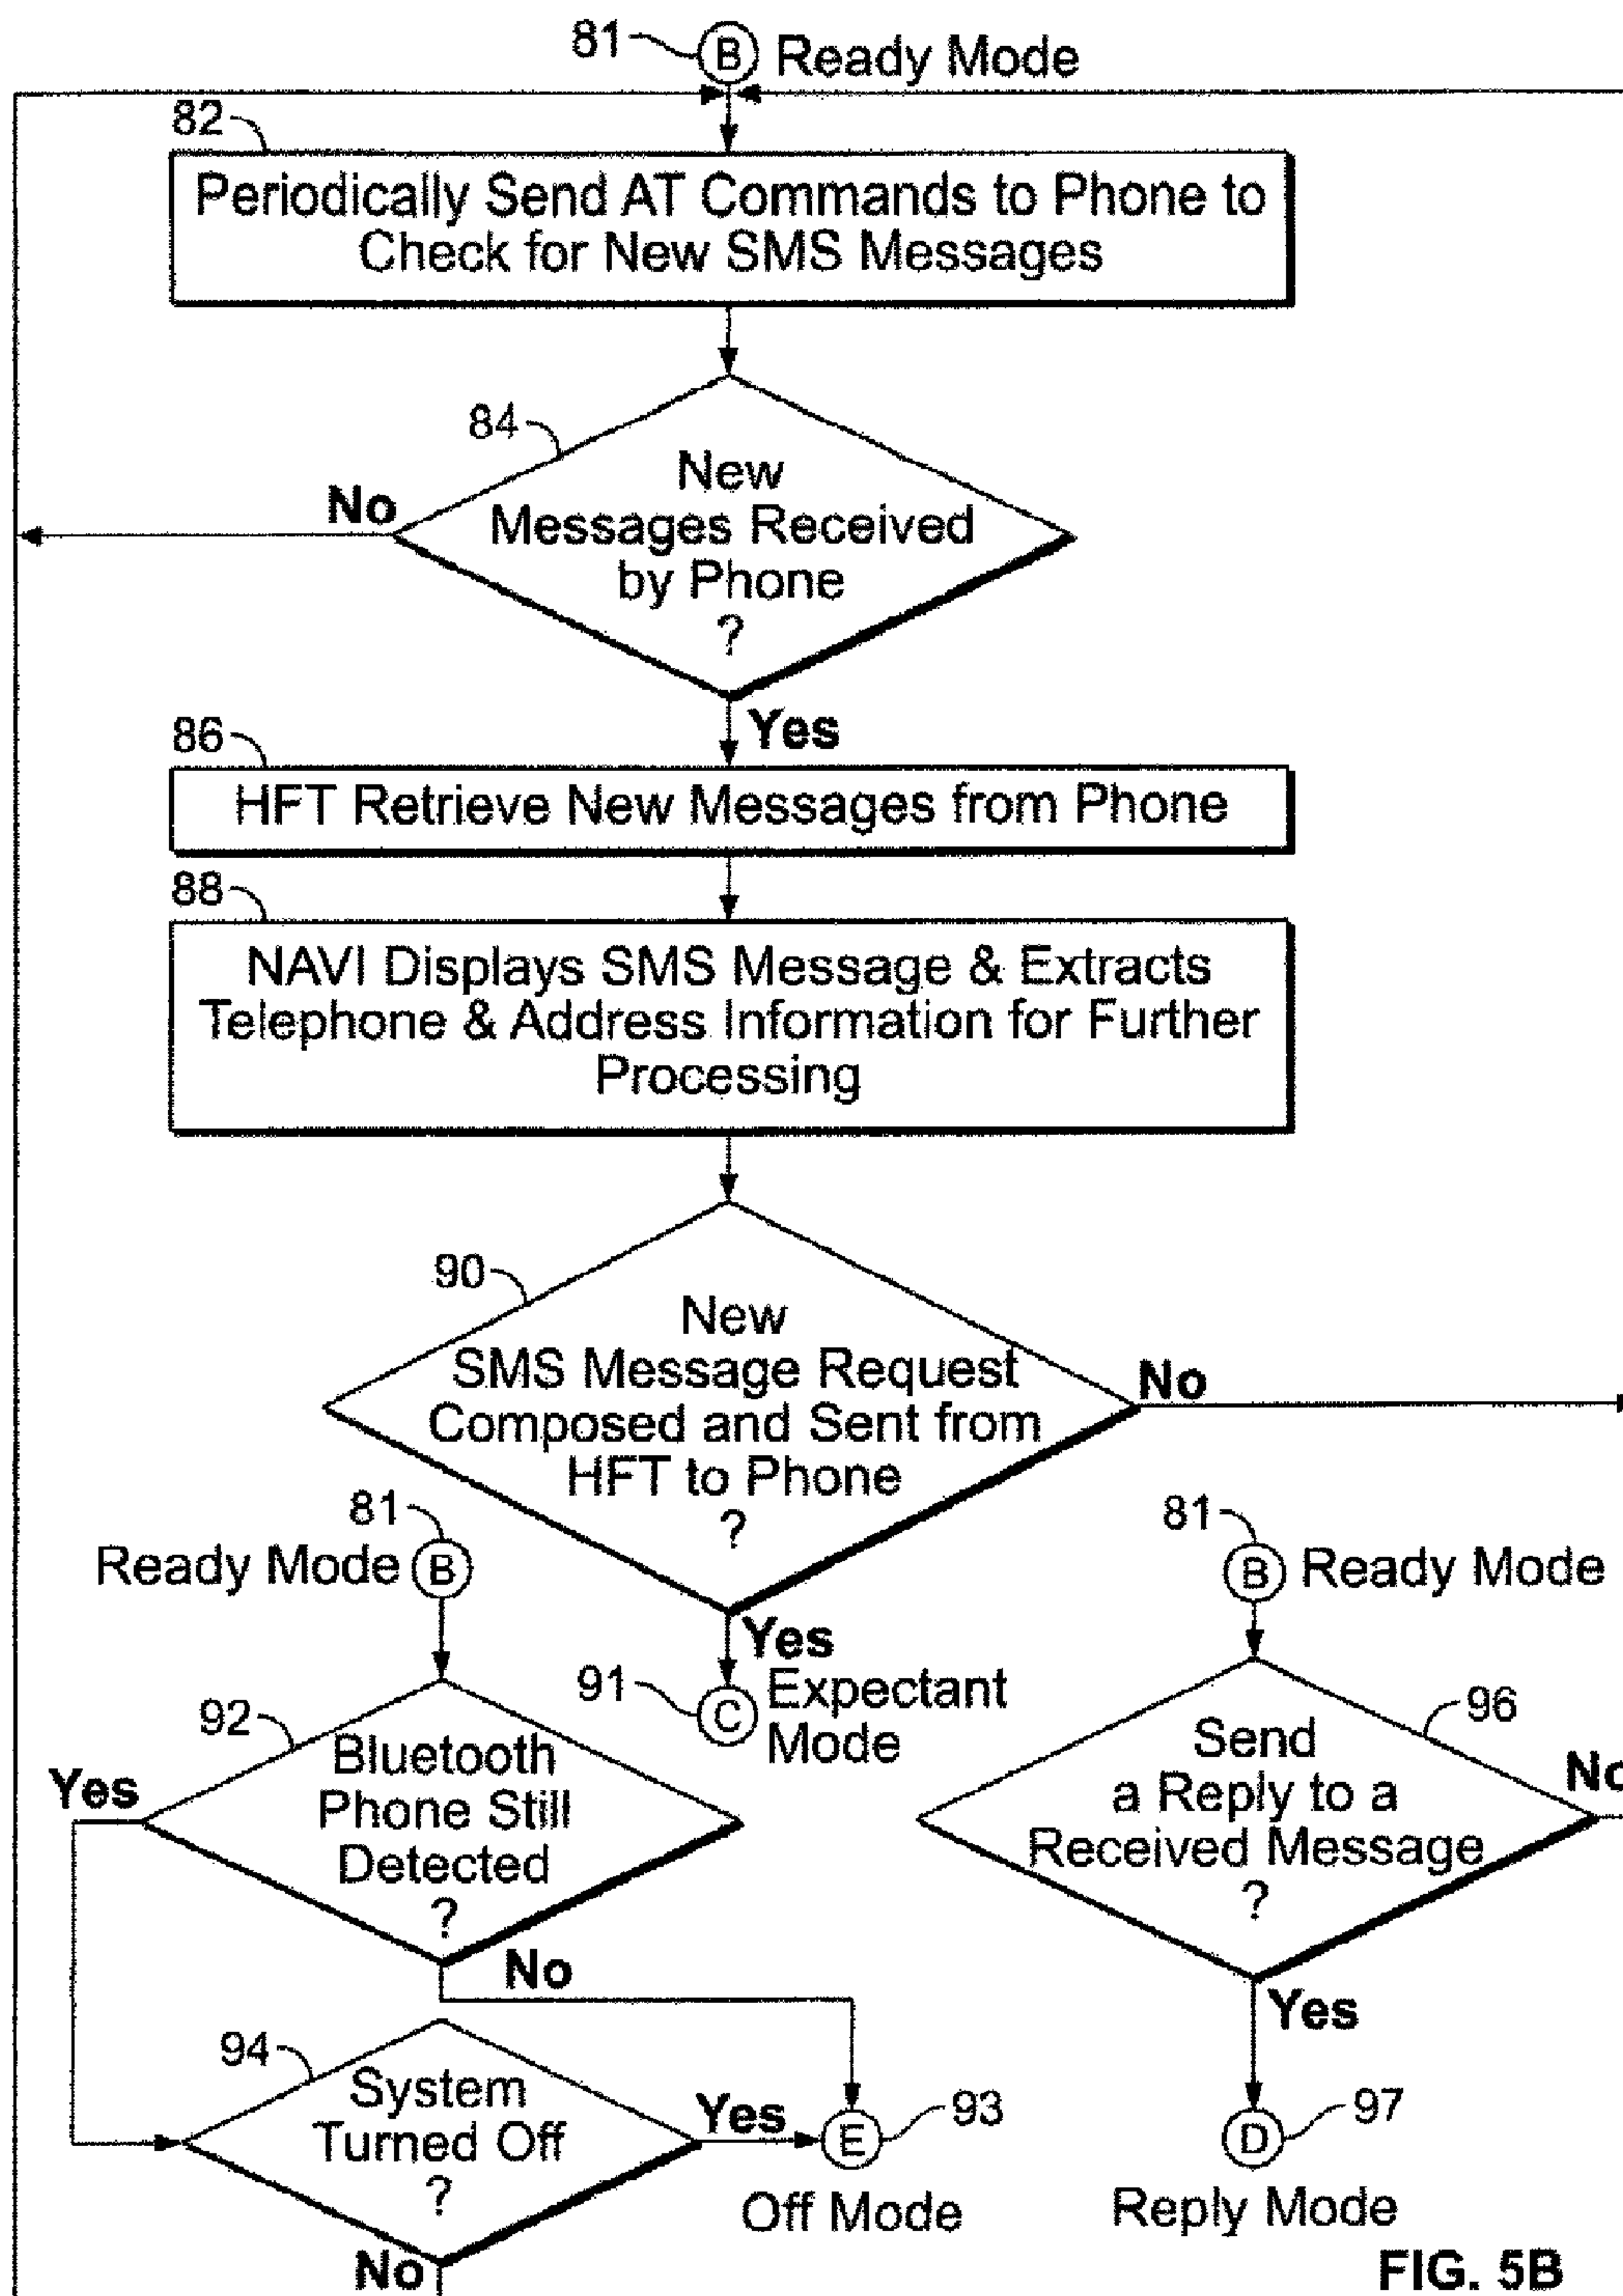 81 B Ready Mode
82
Periodically Send AT Commands to Phone to
Check for New SMS Messages
84
No
New
Messages Received
by Phone
?
Yes
86
HFT Retrieve New Messages from Phone
88
NAVI Displays SMS Message & Extracts
Telephone & Address Information for Further
Processing
90
New
SMS Message Request
Composed and Sent from
HFT to Phone
?
No
Yes
91 C Expectant
Mode
81
Ready Mode B
92
Bluetooth
Phone Still
Detected
?
Yes
No
94
System
Turned Off
?
Yes
E 93
Off Mode
No
81
B Ready Mode
96
Send
a Reply to a
Received Message
?
No
Yes
D 97
Reply Mode
FIG. 5B